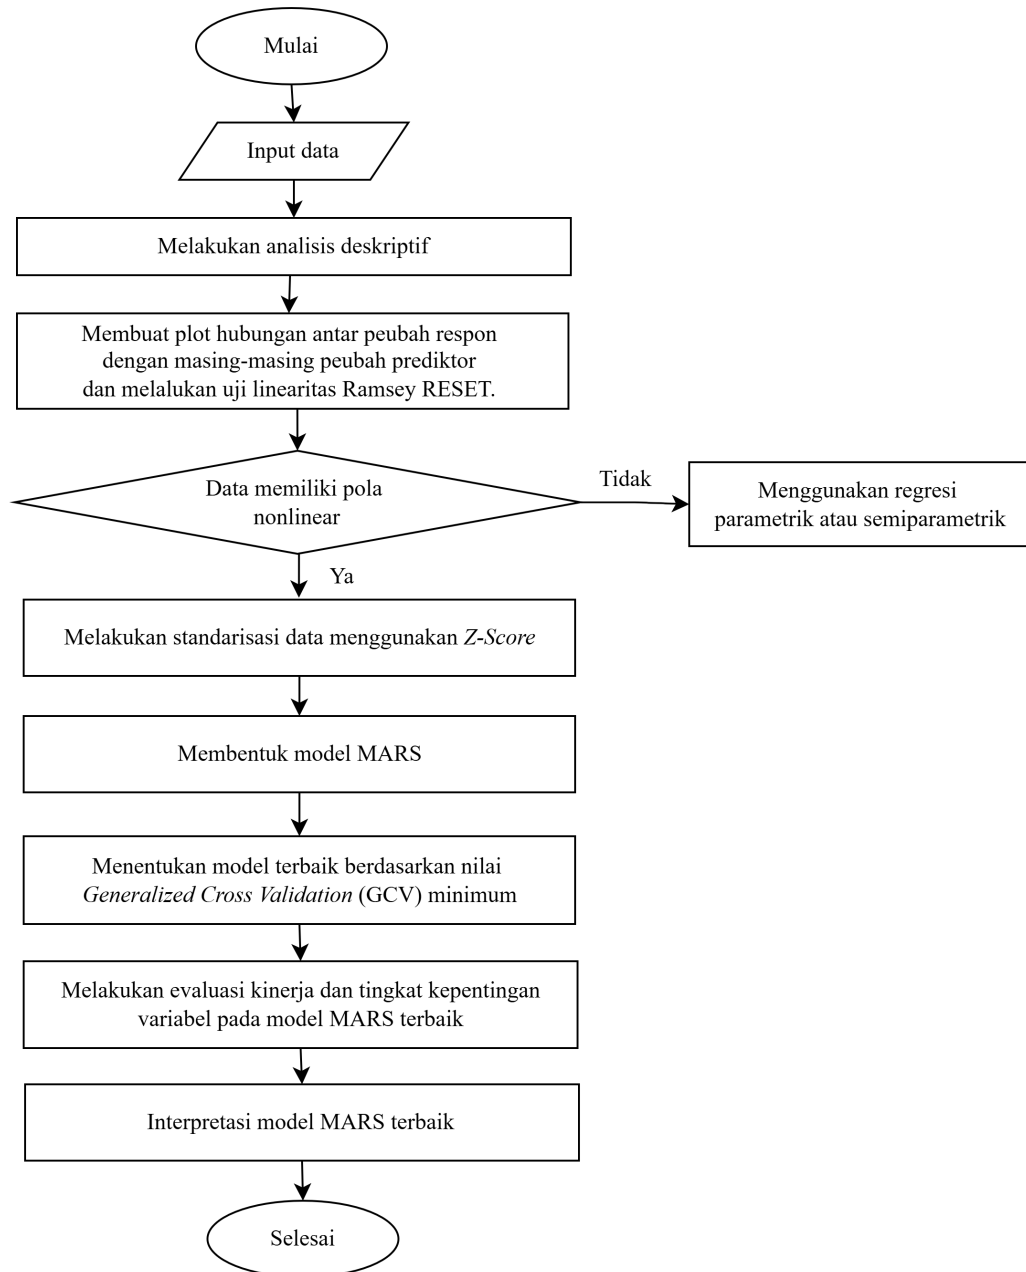 Mulai
Input data
Melakukan analisis deskriptif
Membuat plot hubungan antar peubah respon
dengan masing-masing peubah prediktor
dan melalukan uji linearitas Ramsey RESET.
Data memiliki pola
nonlinear
Tidak
Menggunakan regresi
parametrik atau semiparametrik
Ya
Melakukan standarisasi data menggunakan Z-Score
Membentuk model MARS
Menentukan model terbaik berdasarkan nilai
Generalized Cross Validation (GCV) minimum
Melakukan evaluasi kinerja dan tingkat kepentingan
variabel pada model MARS terbaik
Interpretasi model MARS terbaik
Selesai